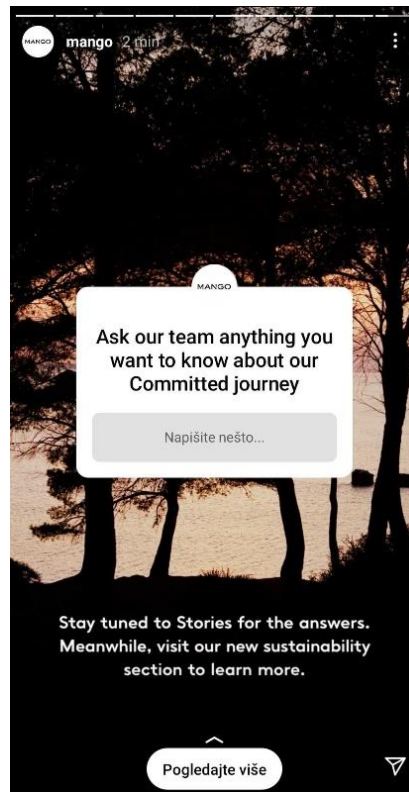 MANGO
mango 2 min
MANGO
Ask our team anything you
want to know about our
Committed journey
Napišite nešto...
Stay tuned to Stories for the answers.
Meanwhile, visit our new sustainability
section to learn more.
Pogledajte više